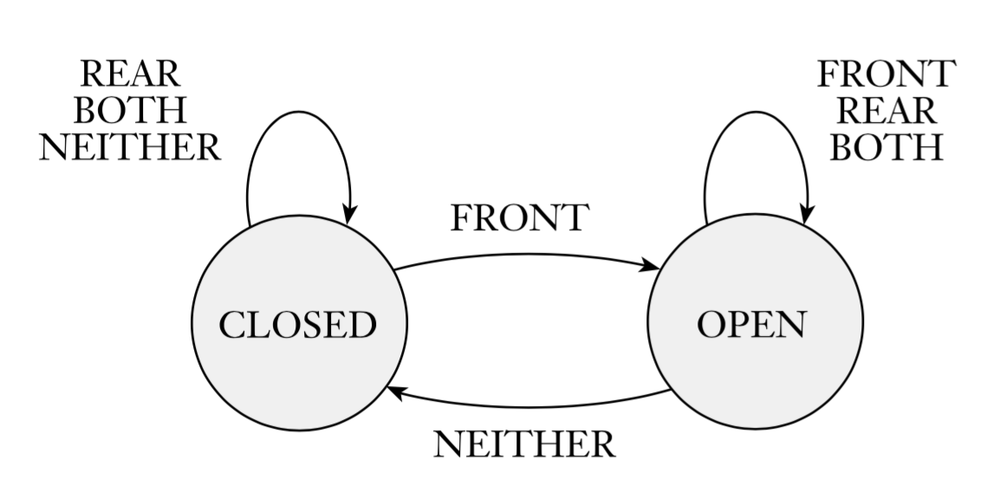 REAR
BOTH
NEITHER
FRONT
REAR
BOTH
FRONT
CLOSED
OPEN
NEITHER